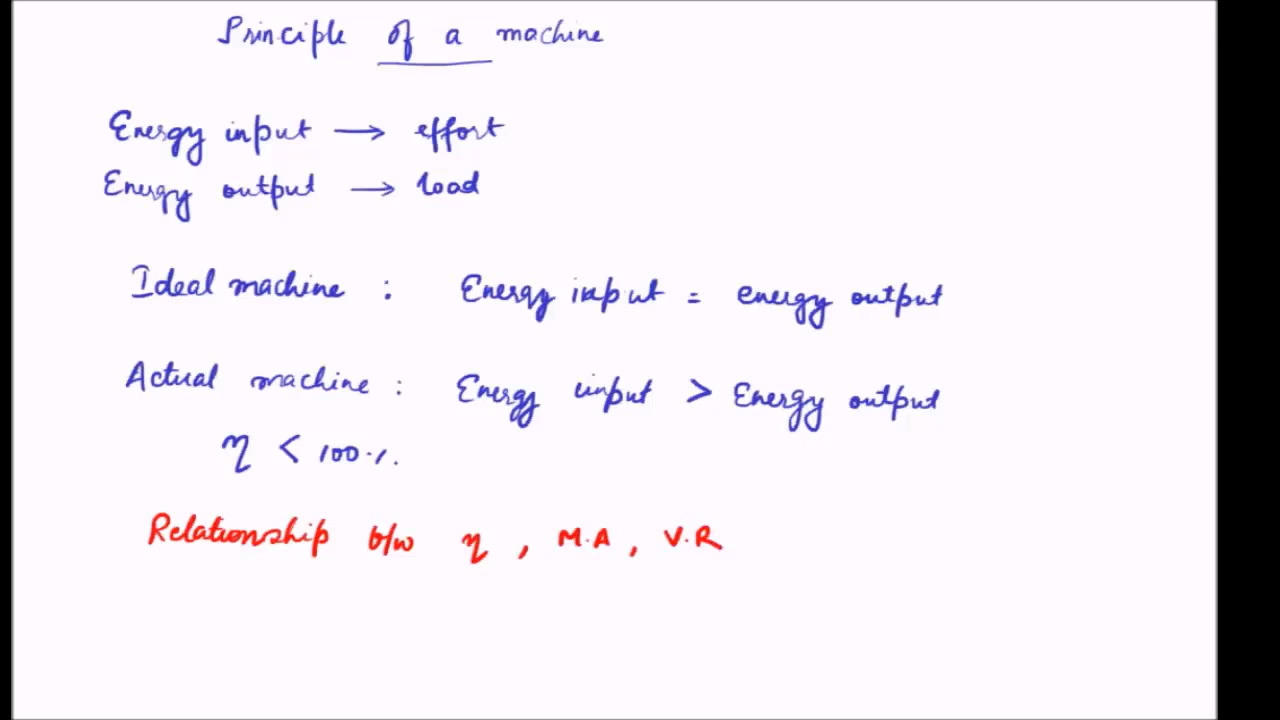 Principle of a machine
Energy input → effort
Energy output → load
Ideal machine : Energy input = energy output
Actual machine : Energy input > Energy output
η < 100 %
Relationship b/w η , M.A , V.R